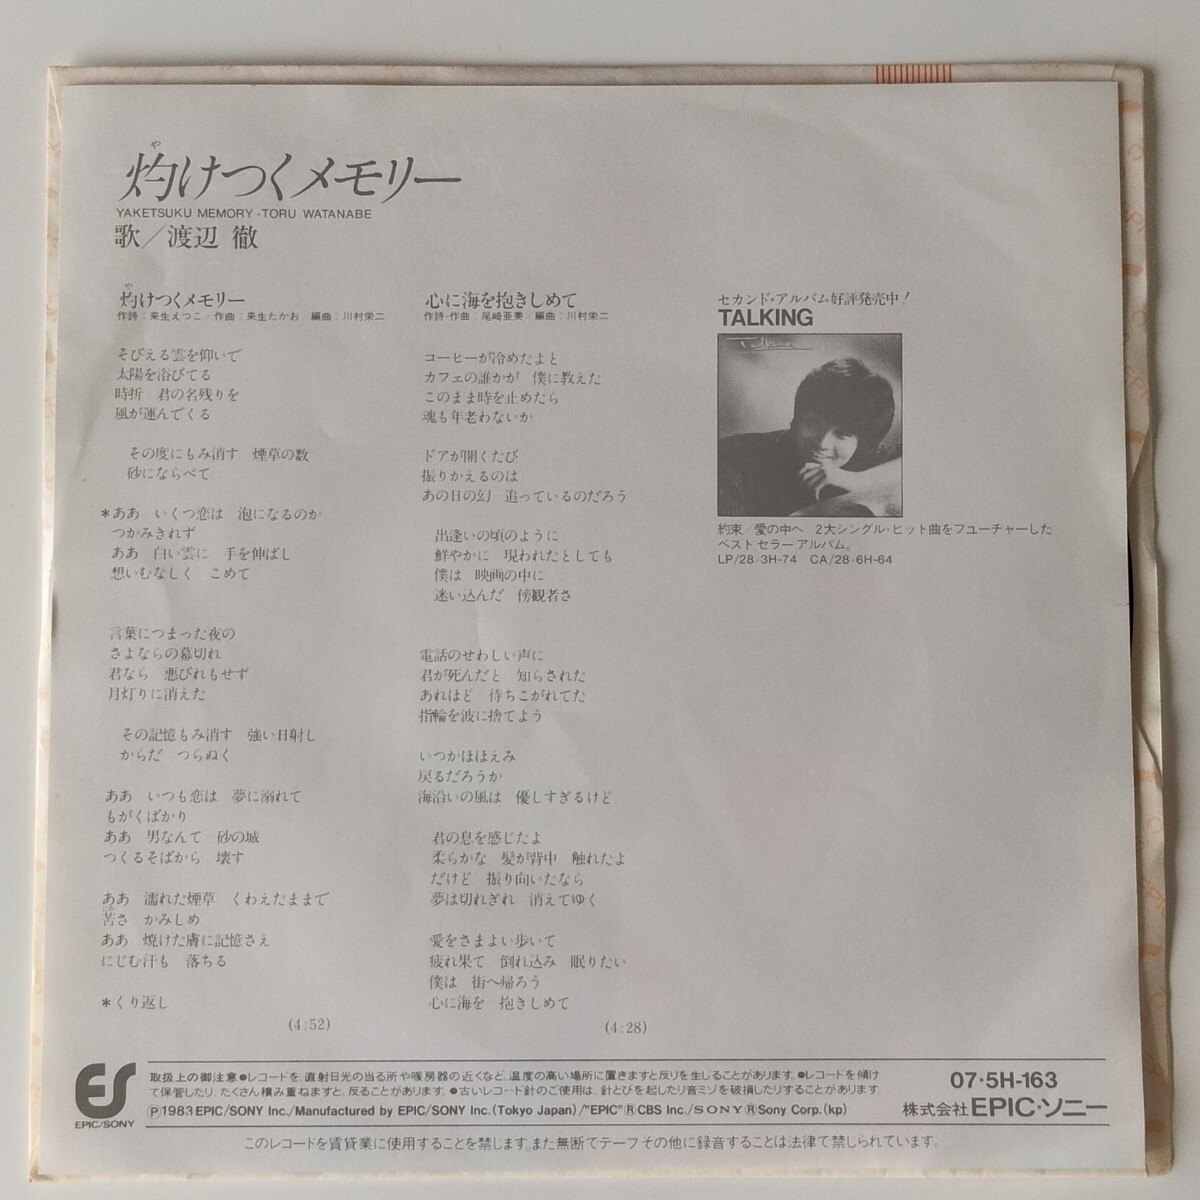 灼けつくメモリー
YAKETSUKU MEMORY・TORU WATANABE
歌／渡辺 徹
灼けつくメモリー
作詩：来生えつこ／作曲：来生たかお／編曲：川村栄二
そびえる雲を仰いで
太陽を浴びてる
時折　君の名残りを
風が運んでくる
その度にもみ消す　煙草の数
砂にならべて
＊ああ　いくつ恋は　泡になるのか
つかみきれず
ああ　白い雲に　手を伸ばし
想いむなしく　こめて
言葉につまった夜の
さよならの幕切れ
君なら　悪びれもせず
月灯りに消えた
その記憶もみ消す　強い日射し
からだ　つらぬく
ああ　いつも恋は　夢に溺れて
もがくばかり
ああ　男なんて　砂の城
つくるそばから　壊す
ああ　濡れた煙草　くわえたままで
苦さ　かみしめ
ああ　焼けた膚に記憶さえ
にじむ汗も　落ちる
＊くり返し
(4:52)
心に海を抱きしめて
作詩・作曲：尾崎亜美／編曲：川村栄二
コーヒーが冷めたよと
カフェの誰かが　僕に教えた
このまま時を止めたら
魂も年老わないか
ドアが開くたび
振りかえるのは
あの日の幻　追っているのだろう
出逢いの頃のように
鮮やかに　現われたとしても
僕は　映画の中に
迷い込んだ　傍観者さ
電話のせわしい声に
君が死んだと　知らされた
あれほど　待ちこがれてた
指輪を波に捨てよう
いつかほほえみ
戻るだろうか
海沿いの風は　優しすぎるけど
君の息を感じたよ
柔らかな　髪が背中　触れたよ
だけど　振り向いたなら
夢は切れぎれ　消えてゆく
愛をさまよい歩いて
疲れ果て　倒れ込み　眠りたい
僕は　街へ帰ろう
心に海を　抱きしめて
(4:28)
セカンド・アルバム好評発売中！
TALKING
Talking
約束／愛の中へ　2大シングル・ヒット曲をフューチャーした
ベストセラーアルバム。
LP/28・3H-74　CA/28・6H-64
EPIC/SONY
取扱上の御注意●レコードを、直射日光の当る所や暖房器の近くなど、温度の高い場所に置きますと反りを生じることがあります。●レコードを傾け
て保管したり、たくさん積み重ねますと、反ることがあります。●古いレコード針のご使用は、針とびを起したり音ミゾを破損したりすることがあります。
Ⓟ1983 EPIC/SONY Inc./Manufactured by EPIC/SONY Inc.(Tokyo Japan)/"EPIC"ⓇCBS Inc./SONYⓇSony Corp.(kp)
07・5H-163
株式会社EPIC・ソニー
このレコードを賃貸業に使用することを禁じます。また無断でテープその他に録音することは法律で禁じられています。